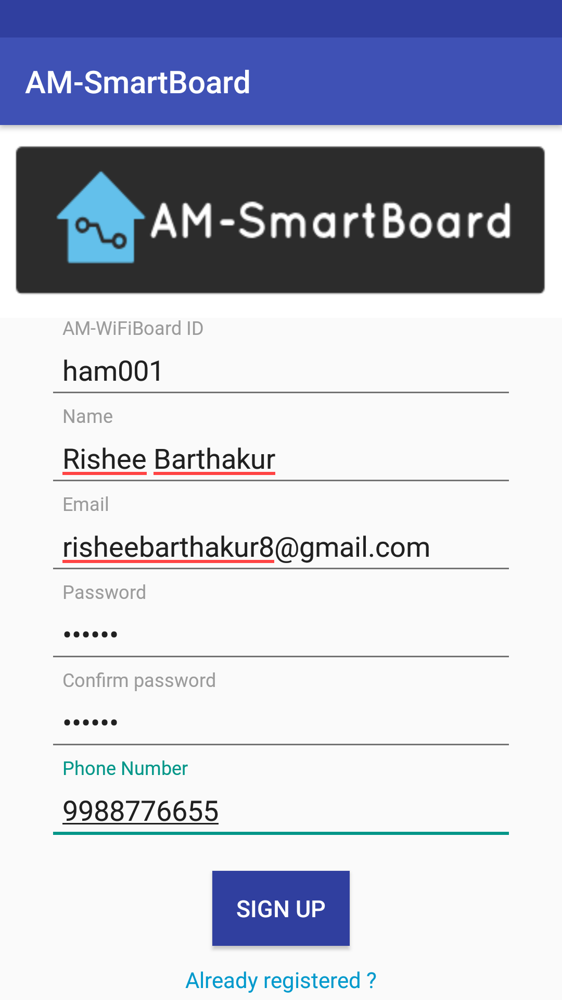 AM-SmartBoard
AM-SmartBoard
AM-WiFiBoard ID
ham001
Name
Rishee Barthakur
Email
risheebarthakur8@gmail.com
Password
••••••
Confirm password
••••••
Phone Number
9988776655
SIGN UP
Already registered ?